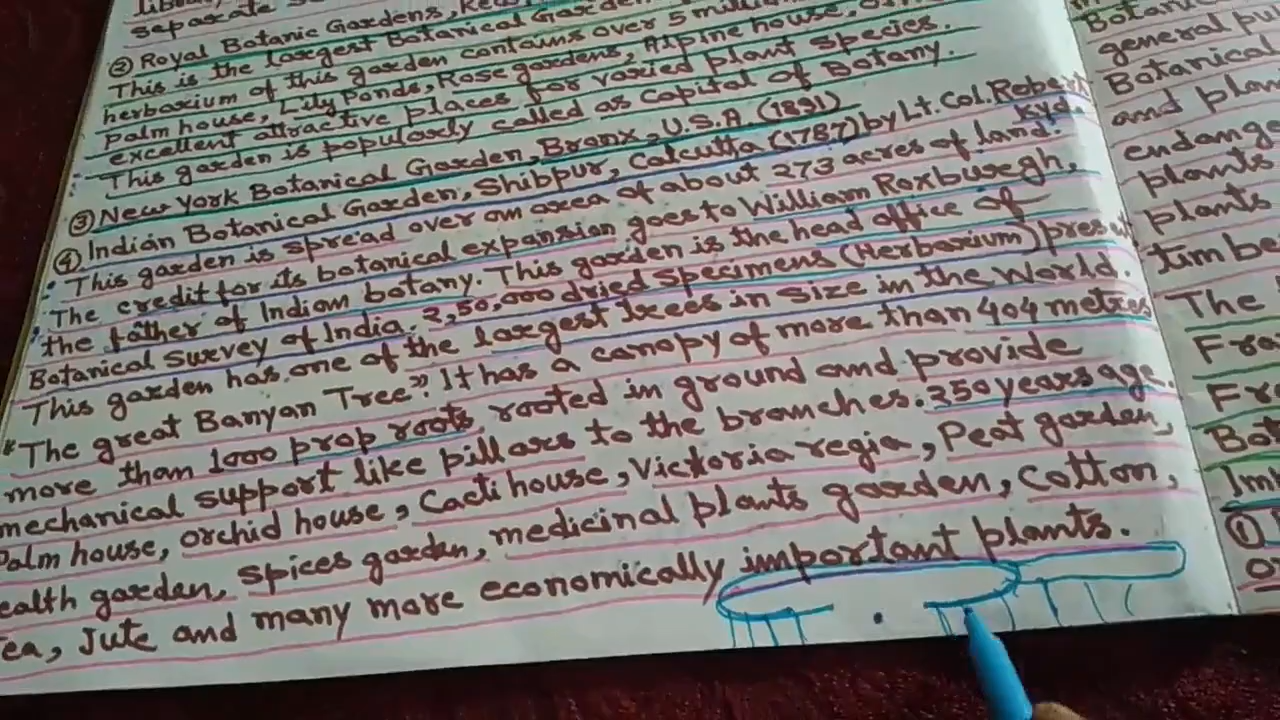 separate
② Royal Botanic Gardens, Kew
This is the largest Botanical Garden
herbarium of this garden contains over 5 million
palm house, Lily Ponds, Rose gardens, Alpine house,
excellent attractive places for varied plant species.
This garden is popularly called as Capital of Botany.
③ New York Botanical Garden, Bronx, U.S.A. (1891)
④ Indian Botanical Garden, Shibpur, Calcutta (1787) by Lt. Col. Robert Kyd.
• This garden is spread over an area of about 273 acres of land.
The credit for its botanical expansion goes to William Roxburgh,
the father of Indian botany. This garden is the head office of
Botanical Survey of India. 2,50,000 dried specimens (Herbarium) present
This garden has one of the largest trees in size in the world.
* "The great Banyan Tree". It has a canopy of more than 404 metres
more than 1000 prop roots, rooted in ground and provide
mechanical support like pillars to the branches. 250 years age.
Palm house, orchid house, Cacti house, Victoria regia, Peat garden,
ealth garden, spices garden, medicinal plants garden, Cotton,
ea, Jute and many more economically important plants.
Botani
general pu
Botanical
and plan
endange
plants
plants
timbe
The
Fra
Fr
Bot
Imp
①